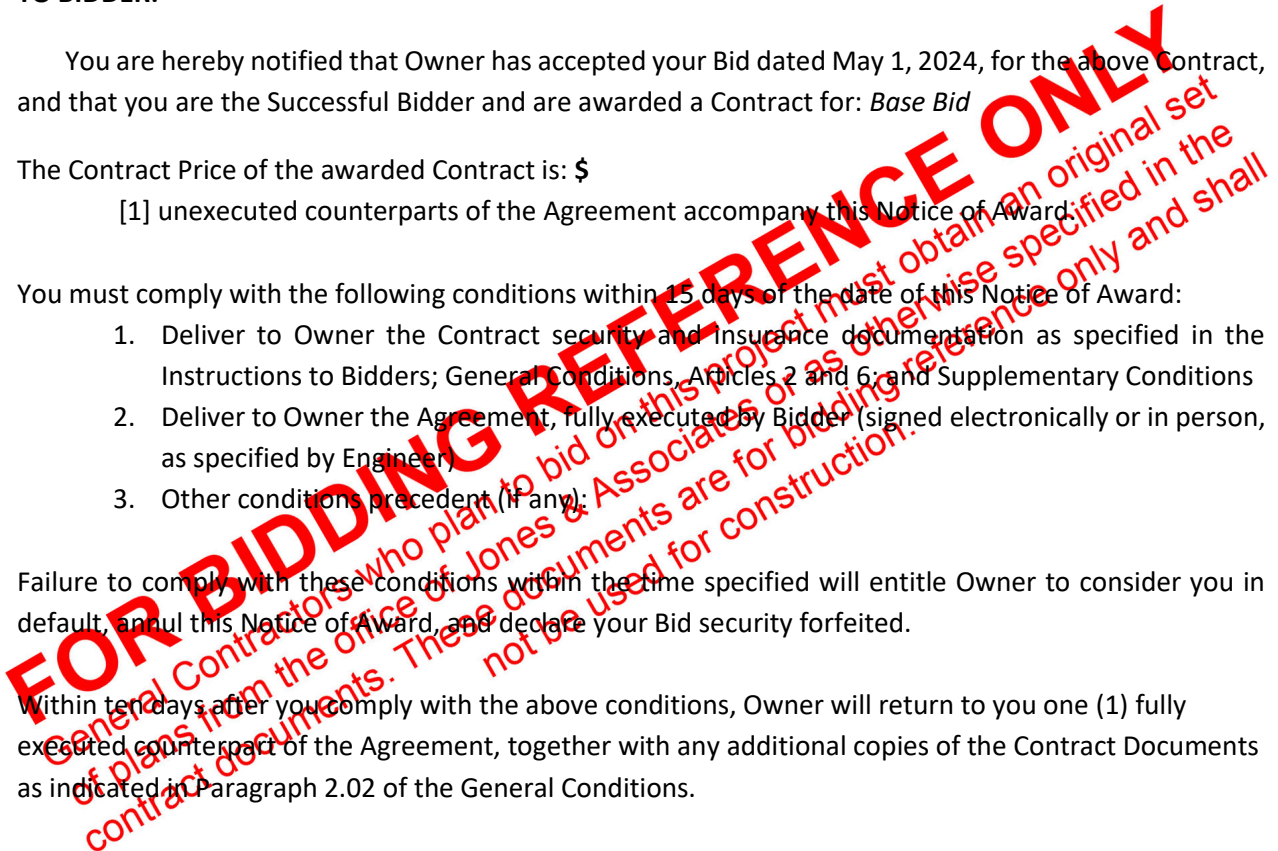 TO BIDDER:
You are hereby notified that Owner has accepted your Bid dated May 1, 2024, for the above Contract,
and that you are the Successful Bidder and are awarded a Contract for: Base Bid
The Contract Price of the awarded Contract is: $
[1] unexecuted counterparts of the Agreement accompany this Notice of Award.
You must comply with the following conditions within 15 days of the date of this Notice of Award:
1. Deliver to Owner the Contract security and insurance documentation as specified in the
Instructions to Bidders; General Conditions, Articles 2 and 6; and Supplementary Conditions
2. Deliver to Owner the Agreement, fully executed by Bidder (signed electronically or in person,
as specified by Engineer)
3. Other conditions precedent (if any):
Failure to comply with these conditions within the time specified will entitle Owner to consider you in
default, annul this Notice of Award, and declare your Bid security forfeited.
Within ten days after you comply with the above conditions, Owner will return to you one (1) fully
executed counterpart of the Agreement, together with any additional copies of the Contract Documents
as indicated in Paragraph 2.02 of the General Conditions.
FOR BIDDING REFERENCE ONLY
General Contractors who plan to bid on this project must obtain an original set
of plans from the office of Jones & Associates or as otherwise specified in the
contract documents. These documents are for bidding reference only and shall
not be used for construction.